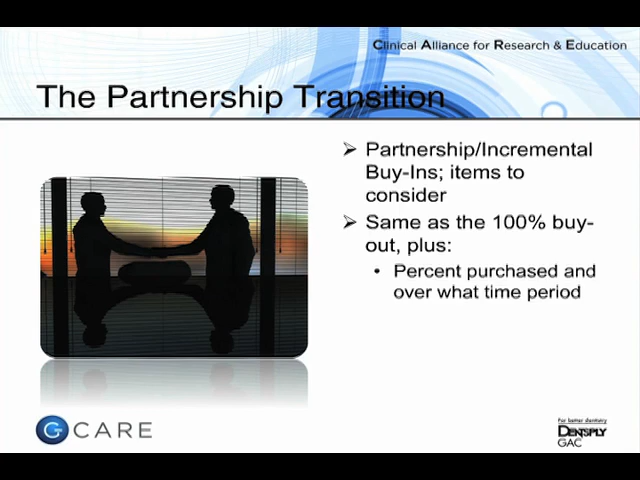 Clinical Alliance for Research & Education
The Partnership Transition
➢ Partnership/Incremental
Buy-Ins; items to
consider
➢ Same as the 100% buy-
out, plus:
• Percent purchased and
over what time period
G CARE
For better dentistry
DENTSPLY
GAC